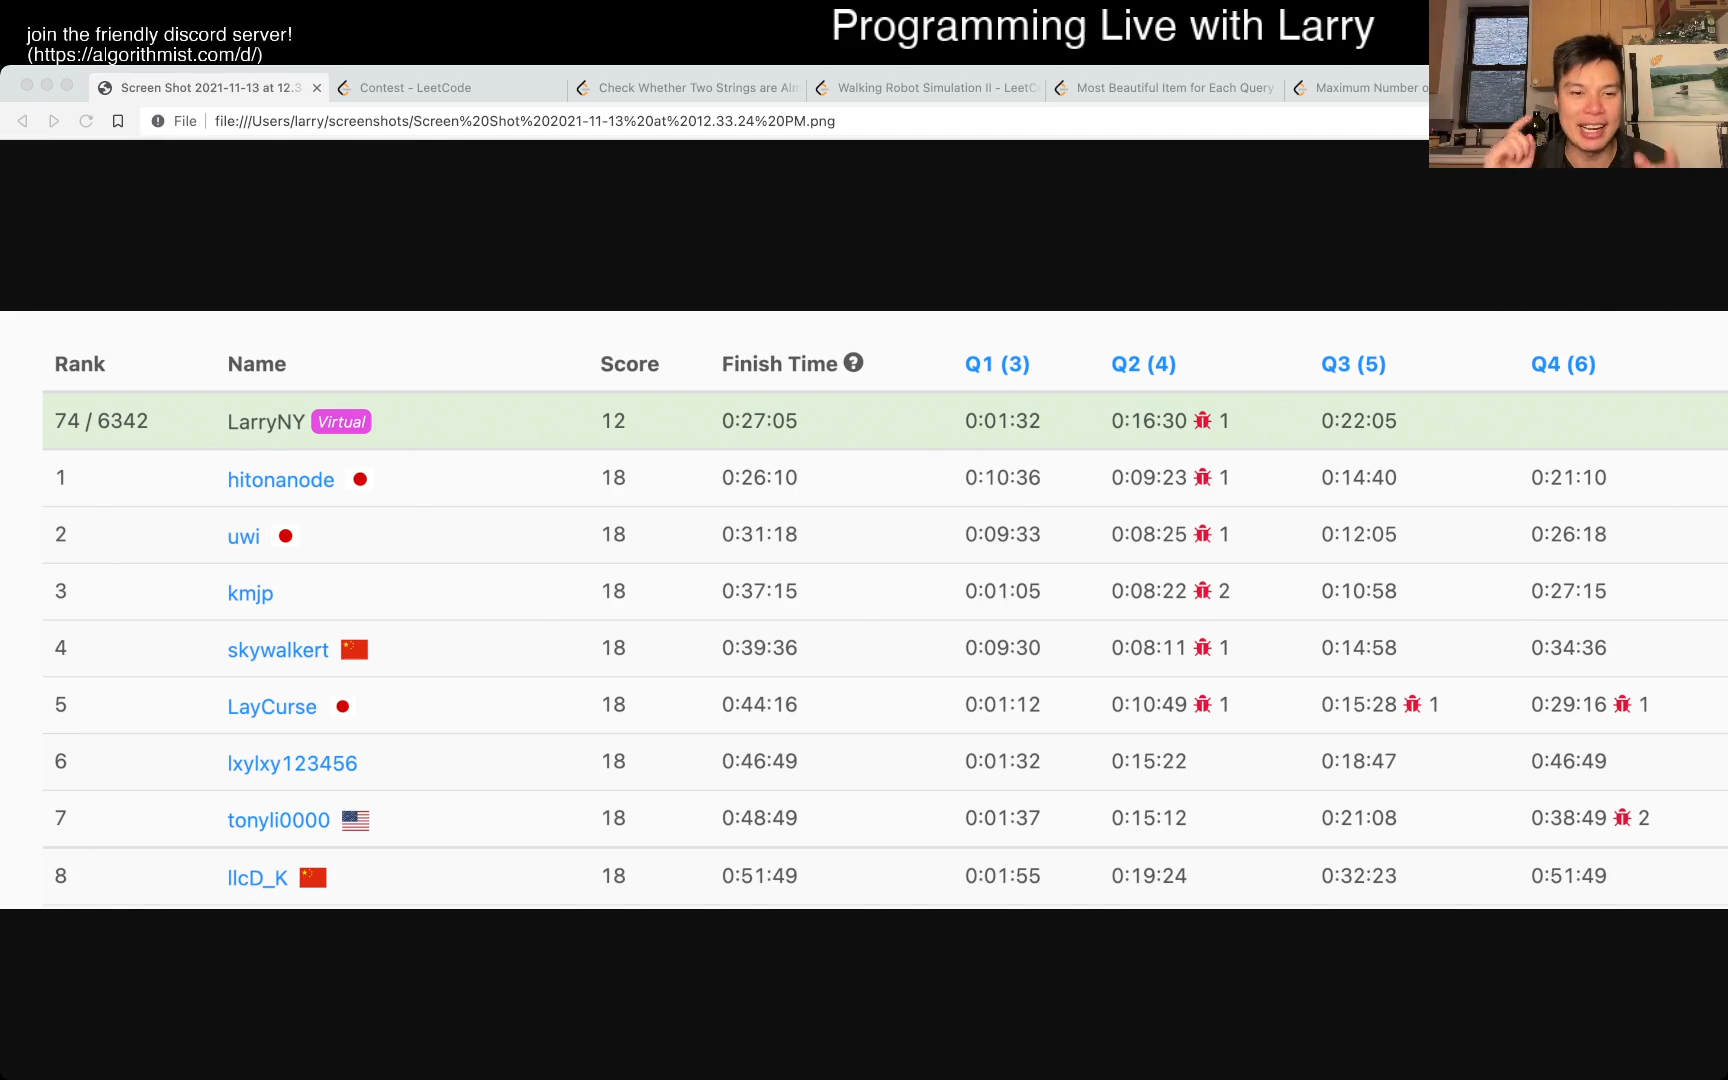 join the friendly discord server!
(https://algorithmist.com/d/)
Programming Live with Larry
Screen Shot 2021-11-13 at 12.3
Contest - LeetCode
Check Whether Two Strings are Alm
Walking Robot Simulation II - LeetC
Most Beautiful Item for Each Query
Maximum Number o
File file:///Users/larry/screenshots/Screen%20Shot%202021-11-13%20at%2012.33.24%20PM.png
Rank Name Score Finish Time Q1 (3) Q2 (4) Q3 (5) Q4 (6)
74 / 6342 LarryNY Virtual 12 0:27:05 0:01:32 0:16:30 1 0:22:05
1 hitonanode 18 0:26:10 0:10:36 0:09:23 1 0:14:40 0:21:10
2 uwi 18 0:31:18 0:09:33 0:08:25 1 0:12:05 0:26:18
3 kmjp 18 0:37:15 0:01:05 0:08:22 2 0:10:58 0:27:15
4 skywalkert 18 0:39:36 0:09:30 0:08:11 1 0:14:58 0:34:36
5 LayCurse 18 0:44:16 0:01:12 0:10:49 1 0:15:28 1 0:29:16 1
6 lxylxy123456 18 0:46:49 0:01:32 0:15:22 0:18:47 0:46:49
7 tonyli0000 18 0:48:49 0:01:37 0:15:12 0:21:08 0:38:49 2
8 llcD_K 18 0:51:49 0:01:55 0:19:24 0:32:23 0:51:49